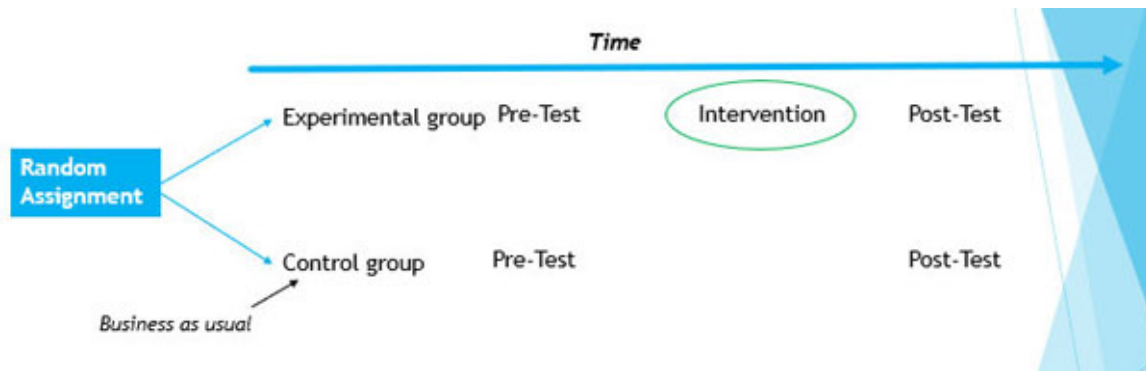 Time
Experimental group Pre-Test Intervention Post-Test
Random
Assignment
Control group Pre-Test Post-Test
Business as usual